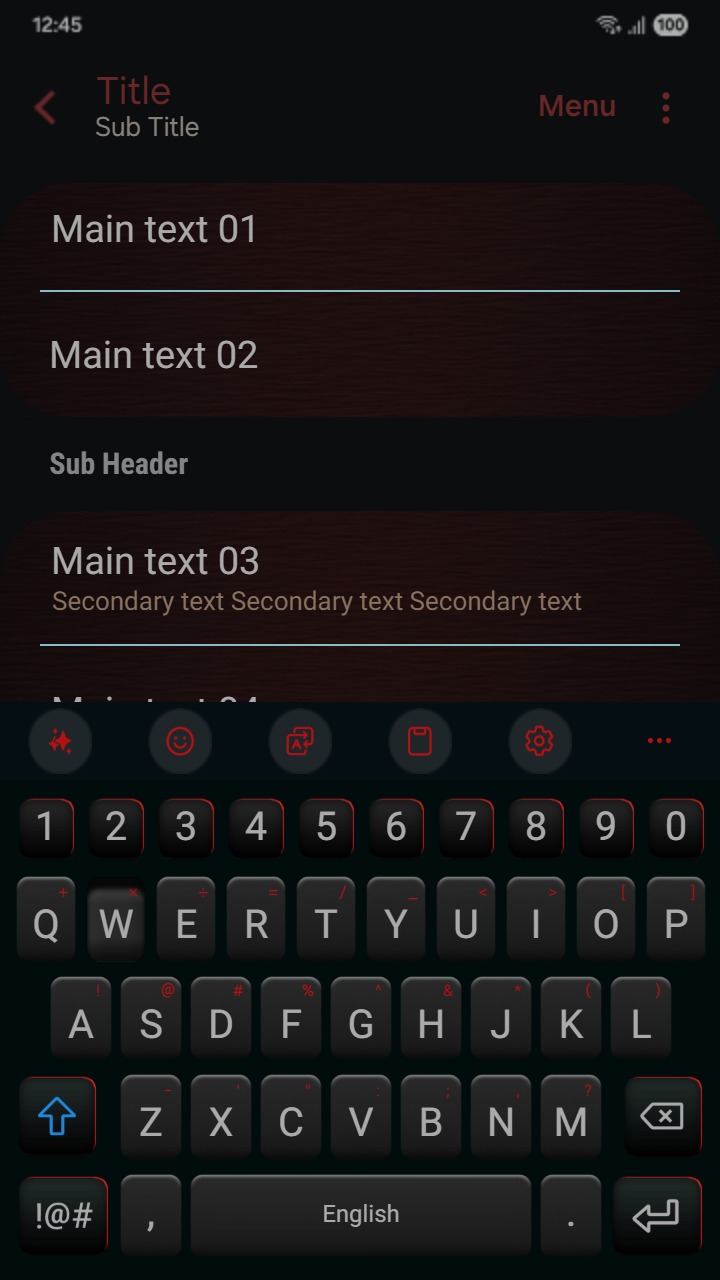 12:45
100
Title
Sub Title
Menu
Main text 01
Main text 02
Sub Header
Main text 03
Secondary text Secondary text Secondary text
1 2 3 4 5 6 7 8 9 0
+ × ÷ = / _ < > [ ]
Q W E R T Y U I O P
! @ # % ^ & * ( )
A S D F G H J K L
- ' " : ; , ?
Z X C V B N M
!@# , English .